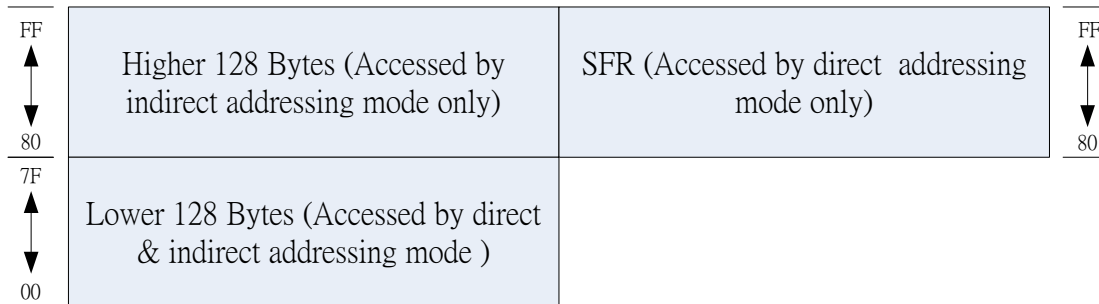 FF
80
7F
00
Higher 128 Bytes (Accessed by
indirect addressing mode only)
SFR (Accessed by direct addressing
mode only)
FF
80
Lower 128 Bytes (Accessed by direct
& indirect addressing mode )